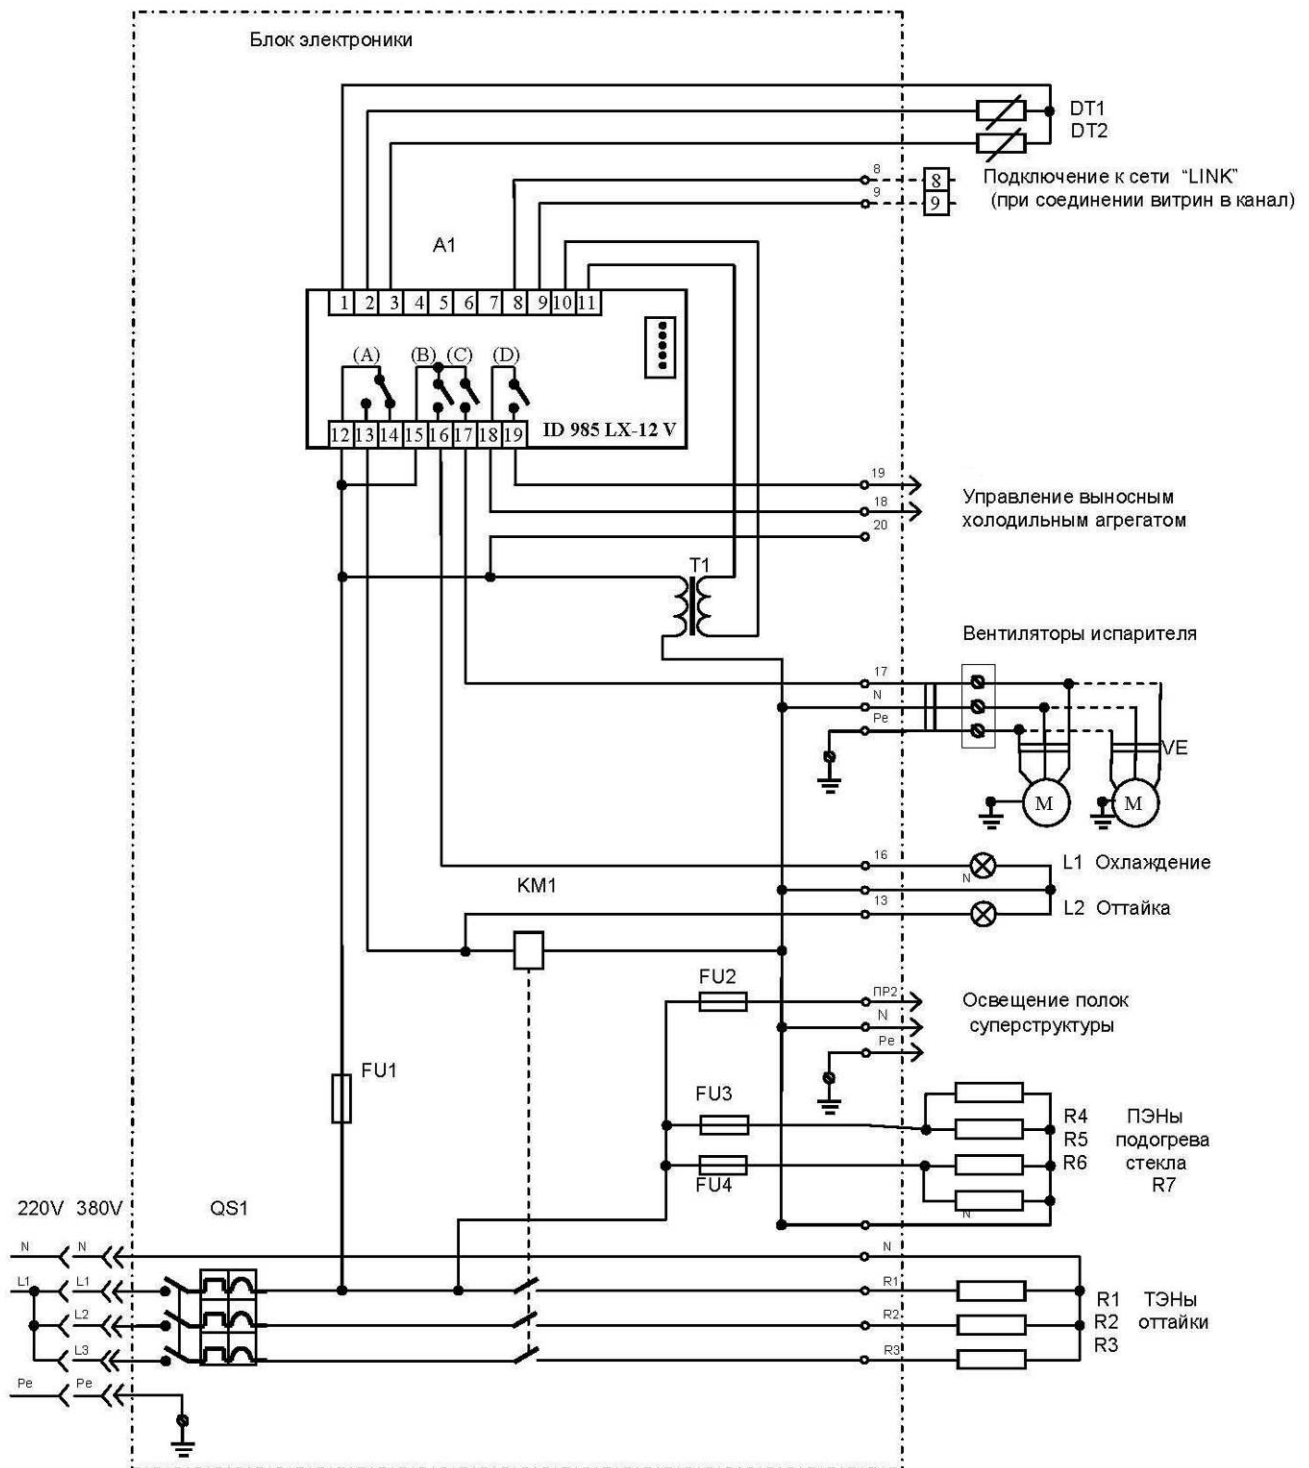 Блок электроники
DT1
DT2
8
8
Подключение к сети "LINK"
9
9
(при соединении витрин в канал)
A1
1 2 3 4 5 6 7 8 9 10 11
(A) (B) (C) (D)
ID 985 LX-12 V
12 13 14 15 16 17 18 19
19
18
20
Управление выносным
холодильным агрегатом
T1
Вентиляторы испарителя
17
N
Pe
VE
M M
16
N
L1 Охлаждение
KM1
13
L2 Оттайка
FU2
ПР2
N
Pe
Освещение полок
суперструктуры
FU1
FU3
R4 ПЭНы
R5 подогрева
R6 стекла
R7
FU4
N
220V 380V
QS1
N N
N
L1 L1
R1
L2
R2
L3
R3
R1 ТЭНы
R2 оттайки
R3
Pe Pe